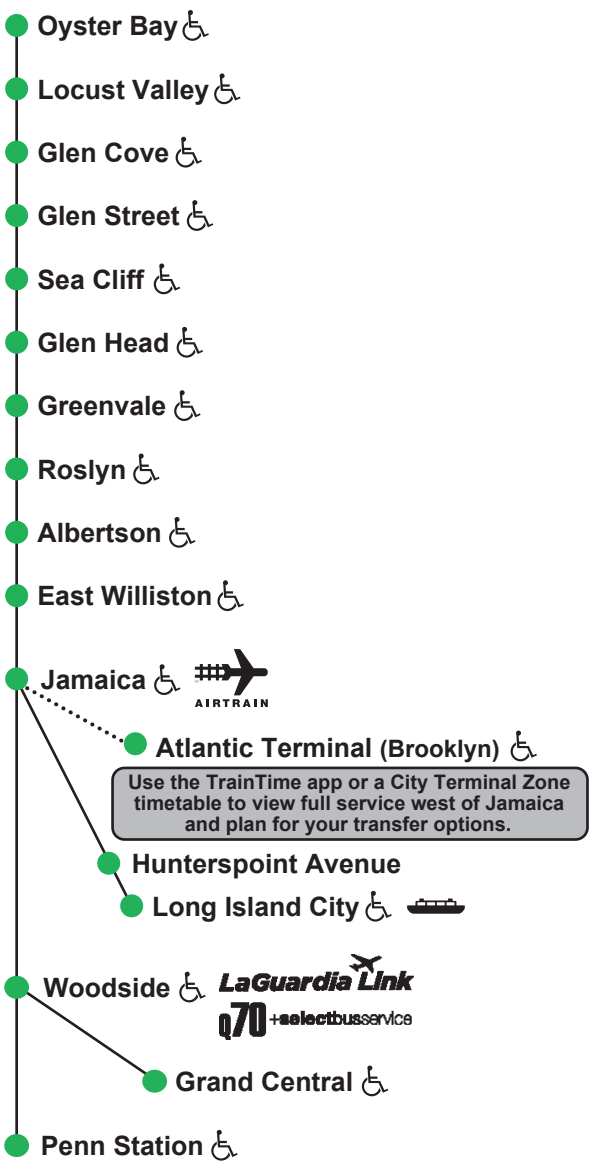 Oyster Bay
Locust Valley
Glen Cove
Glen Street
Sea Cliff
Glen Head
Greenvale
Roslyn
Albertson
East Williston
Jamaica
AIRTRAIN
Atlantic Terminal (Brooklyn)
Use the TrainTime app or a City Terminal Zone
timetable to view full service west of Jamaica
and plan for your transfer options.
Hunterspoint Avenue
Long Island City
Woodside
LaGuardia Link
Q70 +selectbusservice
Grand Central
Penn Station